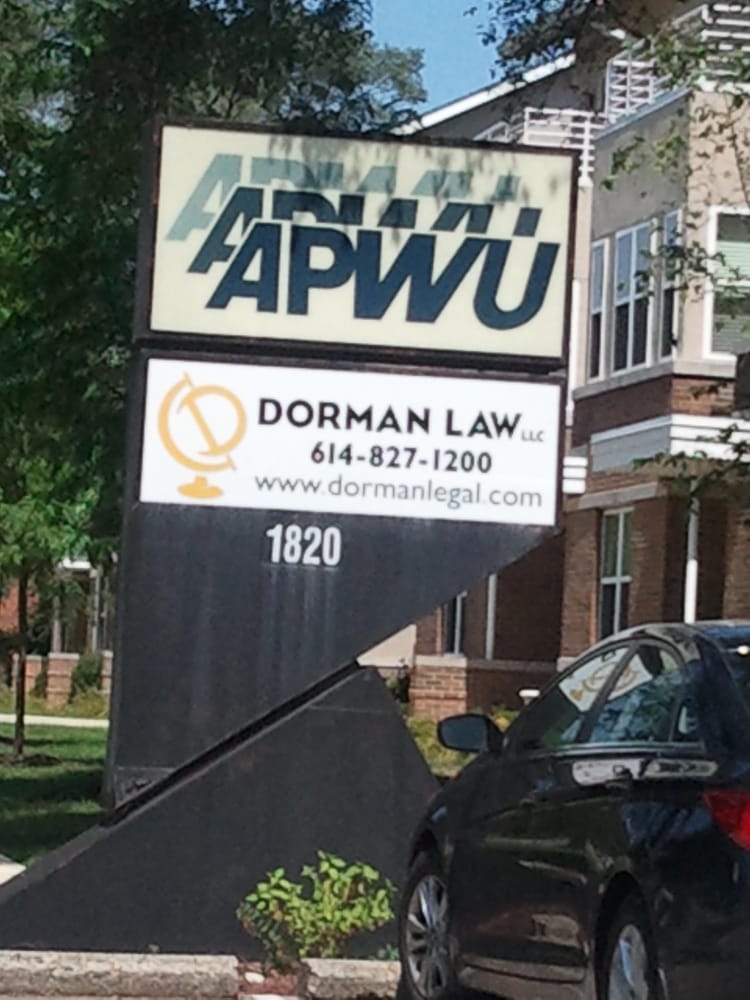 APWU
DORMAN LAW LLC
614-827-1200
www.dormanlegal.com
1820